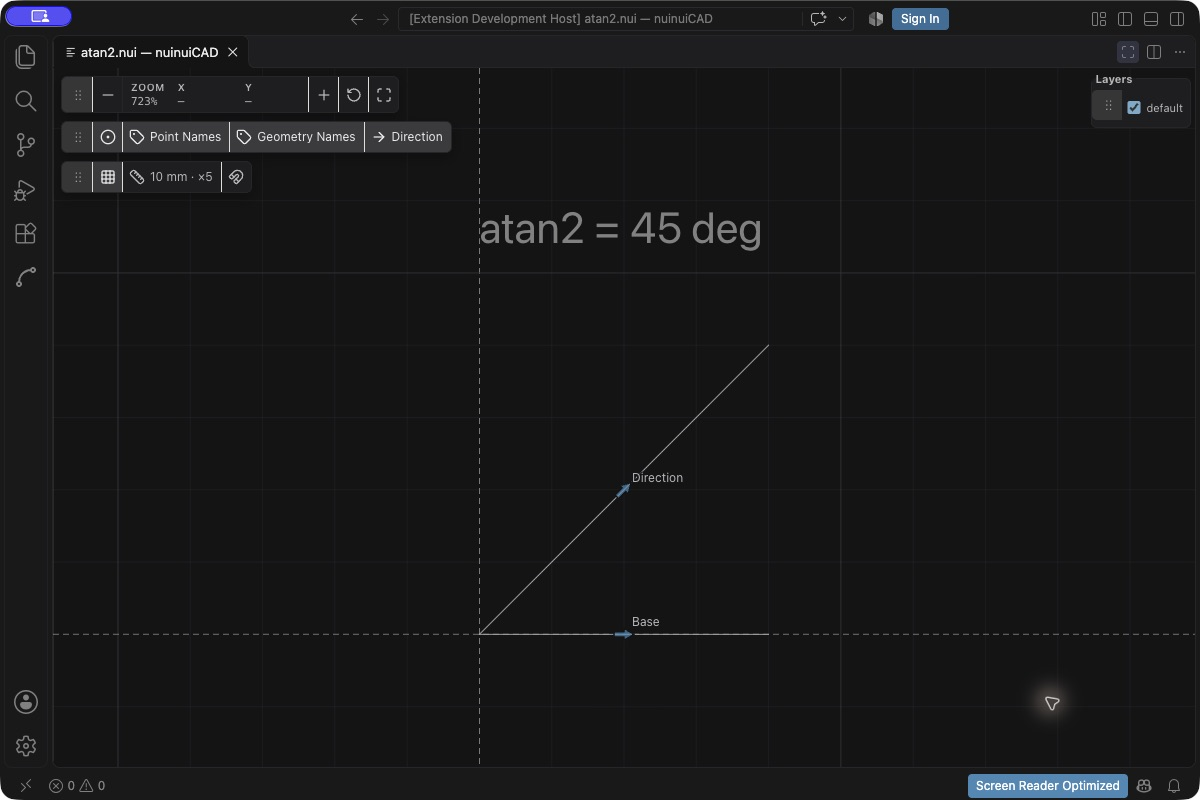 [Extension Development Host] atan2.nui — nuinuiCAD
Sign In
atan2.nui — nuinuiCAD
ZOOM X Y
723% – –
Layers
default
Point Names
Geometry Names
Direction
10 mm · ×5
atan2 = 45 deg
Direction
Base
0 0
Screen Reader Optimized